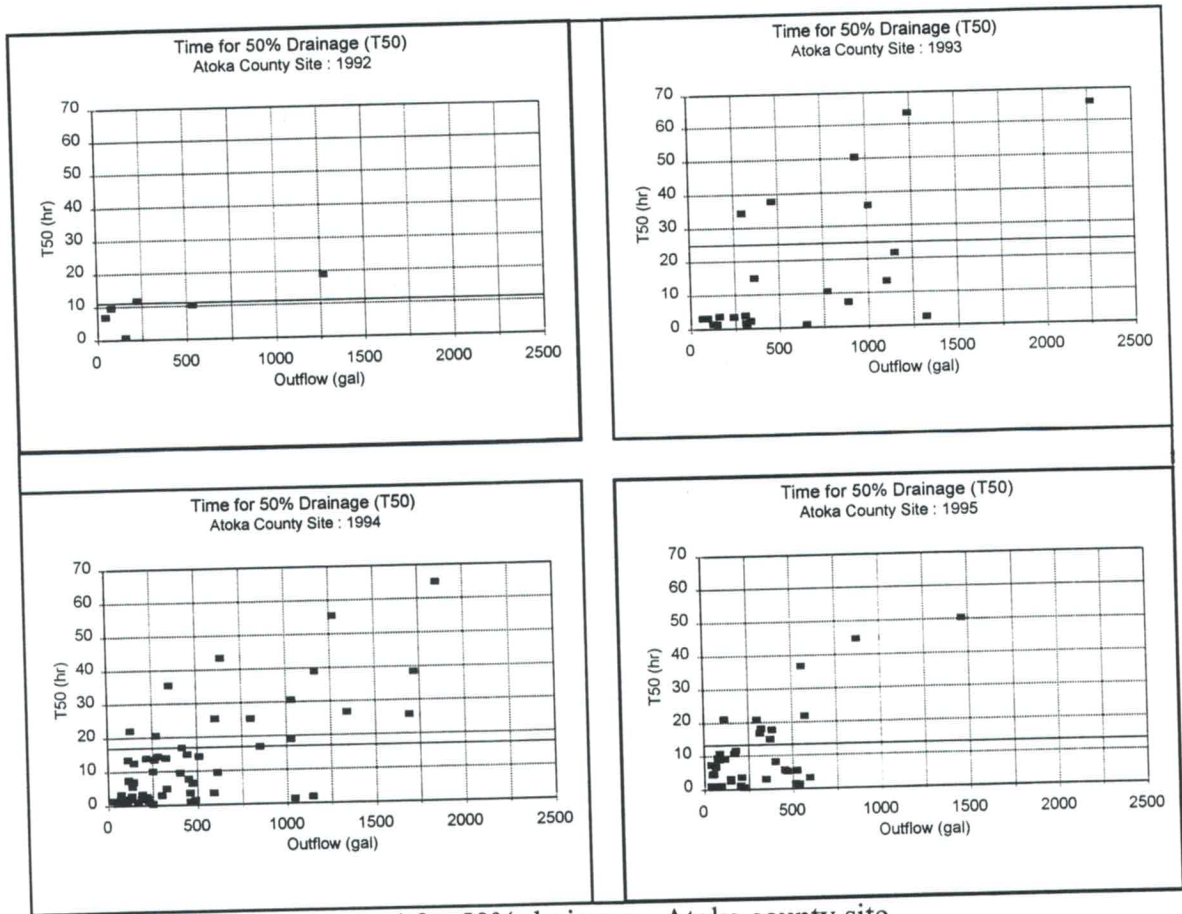 Time for 50% Drainage (T50)
Atoka County Site : 1992
70
60
50
40
30
20
10
0
T50 (hr)
0 500 1000 1500 2000 2500
Outflow (gal)
Time for 50% Drainage (T50)
Atoka County Site : 1993
70
60
50
40
30
20
10
0
T50 (hr)
0 500 1000 1500 2000 2500
Outflow (gal)
Time for 50% Drainage (T50)
Atoka County Site : 1994
70
60
50
40
30
20
10
0
T50 (hr)
0 500 1000 1500 2000 2500
Outflow (gal)
Time for 50% Drainage (T50)
Atoka County Site : 1995
70
60
50
40
30
20
10
0
T50 (hr)
0 500 1000 1500 2000 2500
Outflow (gal)
50% drainage Atoka county site